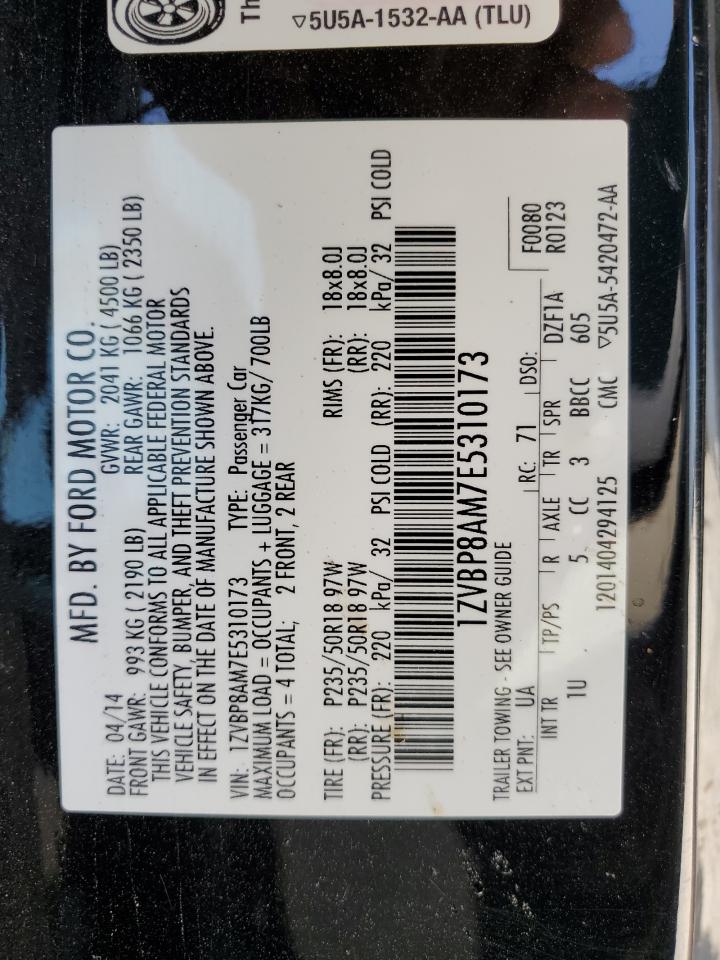 Th
▽5U5A-1532-AA (TLU)
MFD. BY FORD MOTOR CO.
DATE: 04/14 GVWR: 2041 KG ( 4500 LB)
FRONT GAWR: 993 KG ( 2190 LB) REAR GAWR: 1066 KG ( 2350 LB)
THIS VEHICLE CONFORMS TO ALL APPLICABLE FEDERAL MOTOR
VEHICLE SAFETY, BUMPER, AND THEFT PREVENTION STANDARDS
IN EFFECT ON THE DATE OF MANUFACTURE SHOWN ABOVE.
VIN: 1ZVBP8AM7E5310173 TYPE: Passenger Car
MAXIMUM LOAD = OCCUPANTS + LUGGAGE = 317KG/ 700LB
OCCUPANTS = 4 TOTAL; 2 FRONT, 2 REAR
TIRE (FR): P235/50R18 97W RIMS (FR): 18x8.0J
(RR): P235/50R18 97W (RR): 18x8.0J
PRESSURE (FR): 220 kPa/ 32 PSI COLD (RR): 220 kPa/ 32 PSI COLD
1ZVBP8AM7E5310173
TRAILER TOWING - SEE OWNER GUIDE
F0080
EXT PNT: UA RC: 71 DSO: R0123
INT TR TP/PS R AXLE TR SPR DZF1A
1U 5 CC 3 BBCC 605
1201404294125 CMC ▽5U5A-5420472-AA